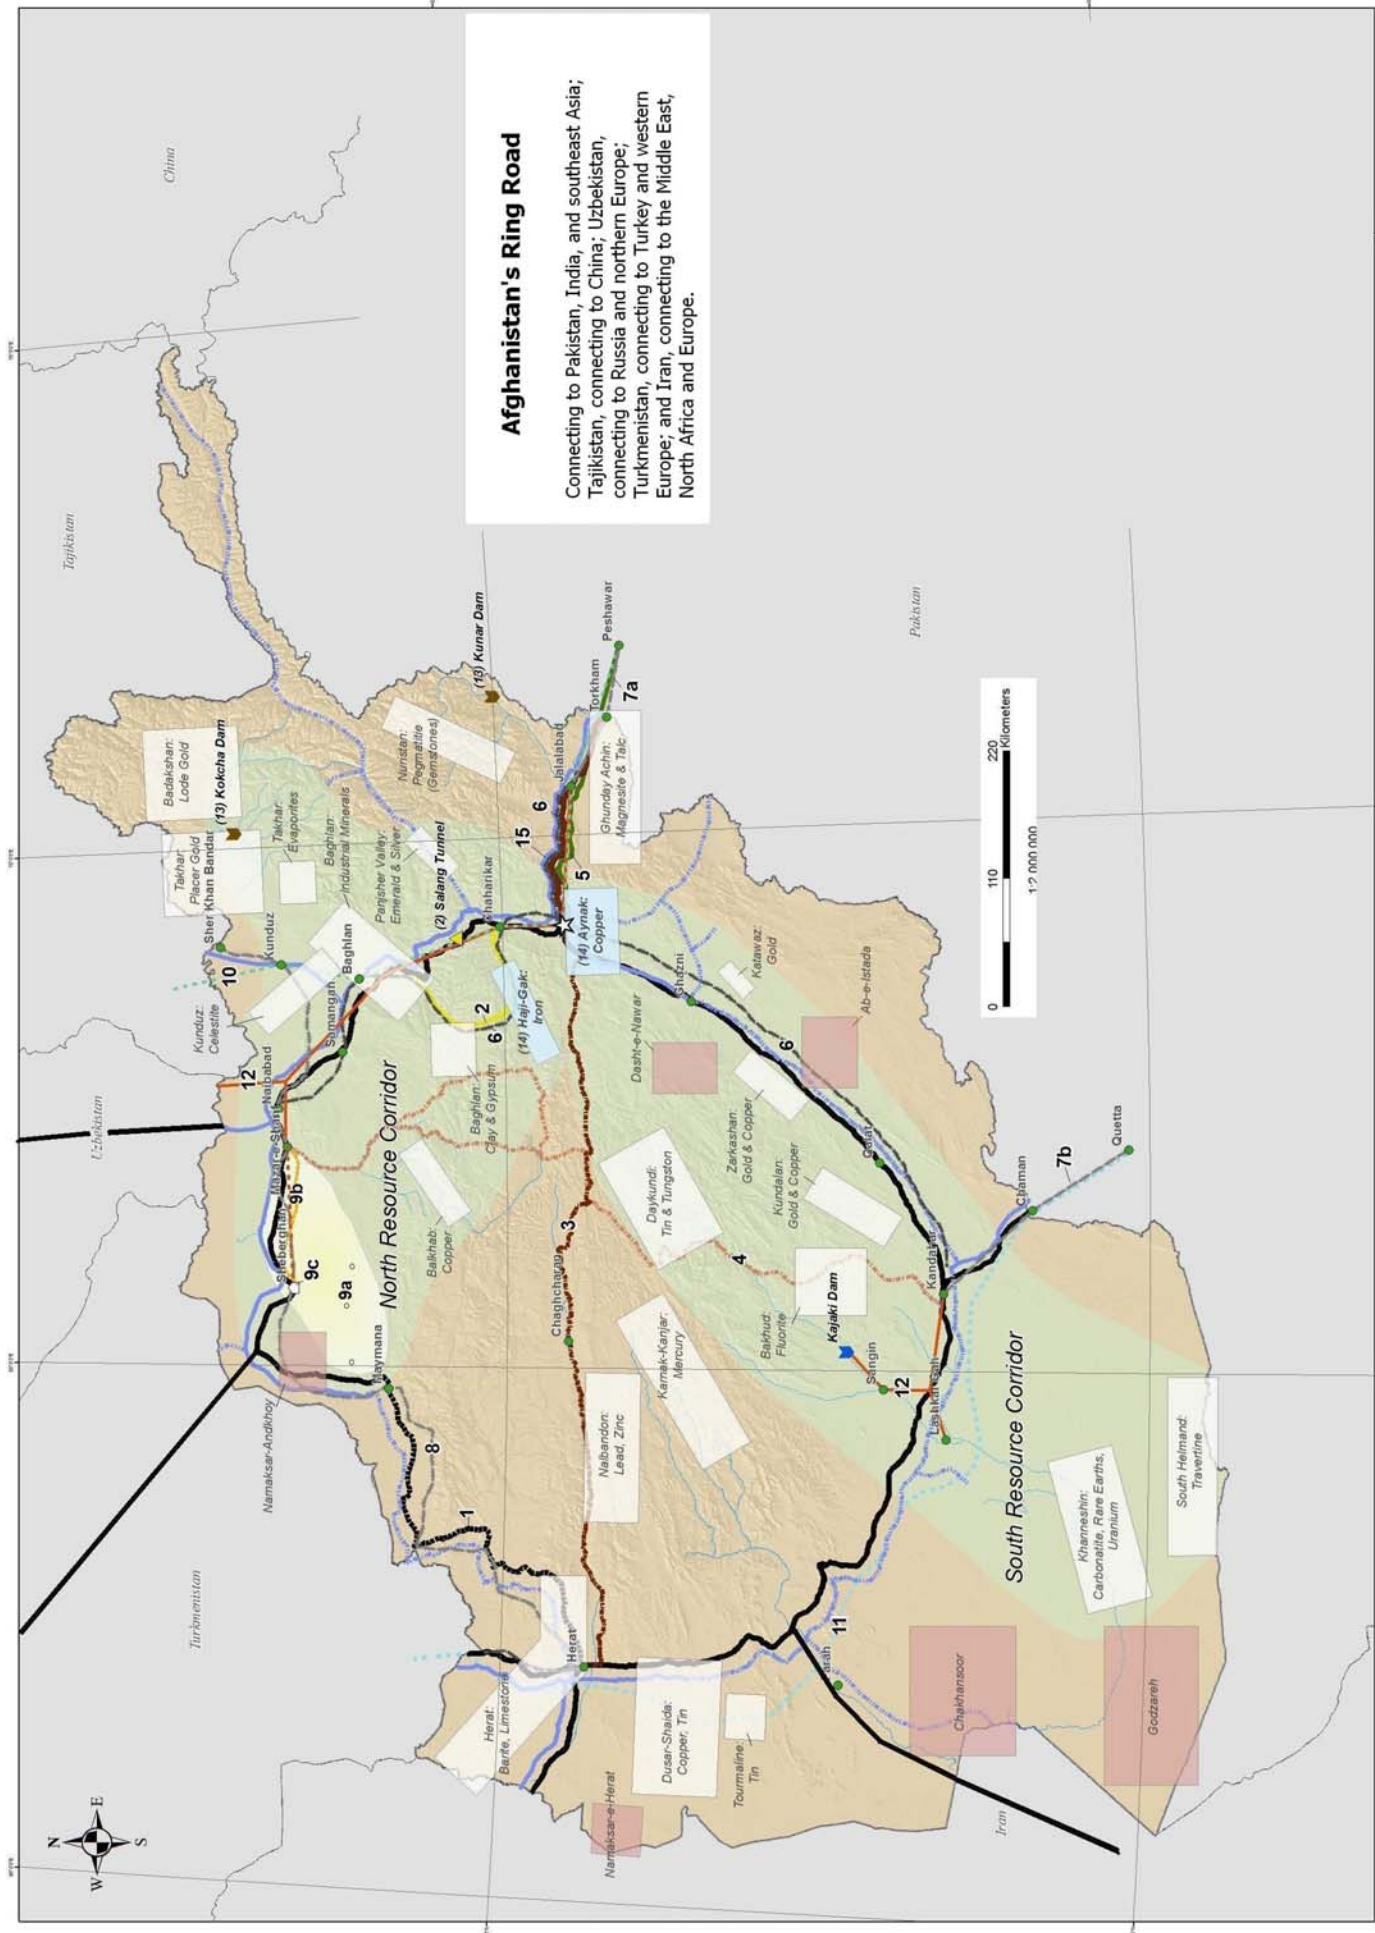 Afghanistan's Ring Road
Connecting to Pakistan, India, and southeast Asia;
Tajikistan, connecting to China; Uzbekistan,
connecting to Russia and northern Europe;
Turkmenistan, connecting to Turkey and western
Europe; and Iran, connecting to the Middle East,
North Africa and Europe.
N
W
E
S
Uzbekistan
Tajikistan
China
Turkmenistan
Iran
Pakistan
Badakshan:
Lode Gold
(13) Kokcha Dam
Takhar:
Placer Gold
Sher Khan Bandar
Takhar:
Evaporites
Kunduz
10
Kunduz:
Celestite
Baghlan:
Industrial Minerals
Baghlan
Samangan
Naibabad
12
Mazar-e-Sharif
Sheberghan
9b
9c
9a
Namaksar-Andkhoy
Maymana
North Resource Corridor
Balkhab:
Copper
Baghlan:
Clay & Gypsum
Panjsher Valley:
Emerald & Silver
(2) Salang Tunnel
Charikar
Nuristan:
Pegmatitie
(Gemstones)
(13) Kunar Dam
2
6
(14) Haji-Gak:
Iron
15
6
5
Jalalabad
Torkham
Peshawar
7a
Ghunday Achin:
Magnesite & Talc
(14) Aynak:
Copper
8
1
Herat:
Barite, Limestone
Herat
Chaghcharan
3
Nalbandon:
Lead, Zinc
Karnak-Kanjar:
Mercury
Daykundi:
Tin & Tungston
4
Dasht-e-Nawar
Ghazni
Katawaz:
Gold
Ab-e-Istada
6
Zarkashan:
Gold & Copper
Kundalan:
Gold & Copper
Qalat
Bakhud:
Fluorite
Kajaki Dam
Sangin
12
Lashkar Gah
Kandahar
Chaman
7b
Quetta
Namaksar-e-Herat
Dusar-Shaida:
Copper, Tin
Tourmaline:
Tin
11
arah
South Resource Corridor
Chakhansoor
Godzareh
Khanneshin:
Carbonatite, Rare Earths,
Uranium
South Helmand:
Travertine
0
110
220
Kilometers
1:2 000 000